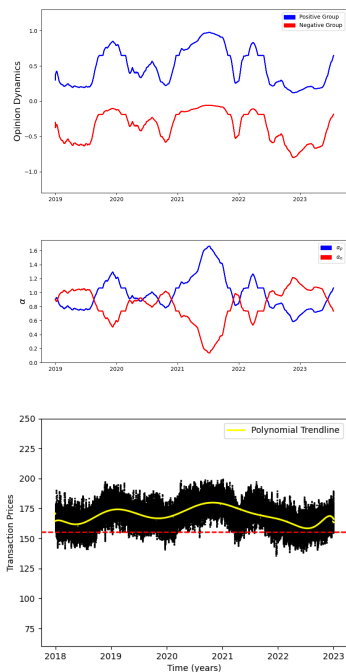 Positive Group
Negative Group
Opinion Dynamics
1.0
0.5
0.0
−0.5
−1.0
2019 2020 2021 2022 2023
αp
αn
α
1.6
1.4
1.2
1.0
0.8
0.6
0.4
0.2
0.0
2019 2020 2021 2022 2023
Polynomial Trendline
Transaction Prices
250
225
200
175
150
125
100
75
2018 2019 2020 2021 2022 2023
Time (years)